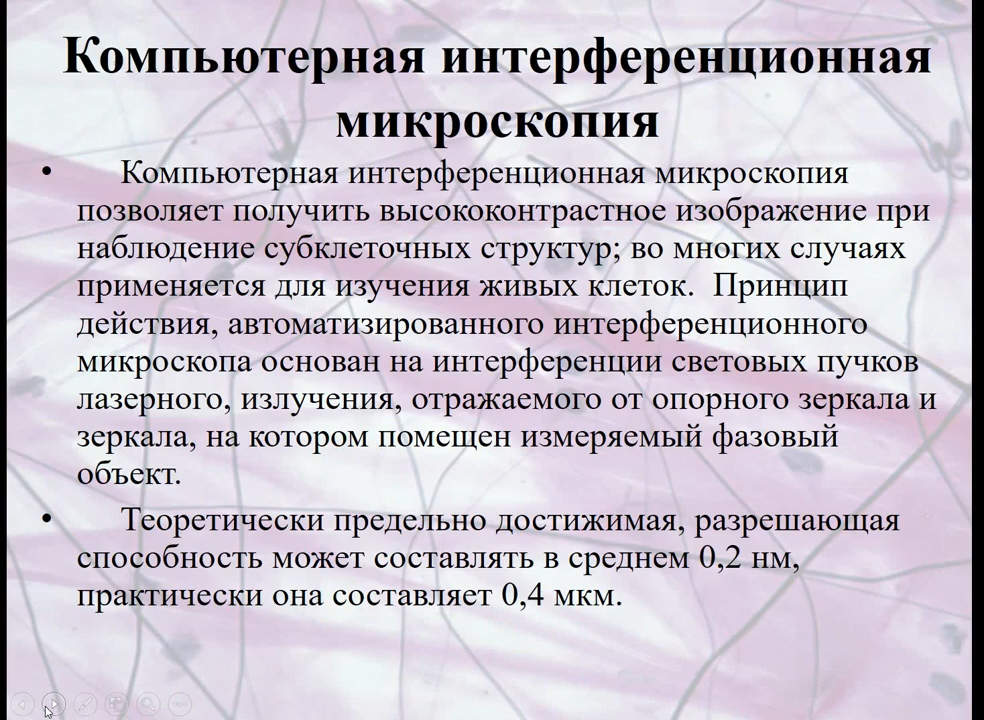 Компьютерная интерференционная
микроскопия
• Компьютерная интерференционная микроскопия
позволяет получить высококонтрастное изображение при
наблюдение субклеточных структур; во многих случаях
применяется для изучения живых клеток. Принцип
действия, автоматизированного интерференционного
микроскопа основан на интерференции световых пучков
лазерного, излучения, отражаемого от опорного зеркала и
зеркала, на котором помещен измеряемый фазовый
объект.
• Теоретически предельно достижимая, разрешающая
способность может составлять в среднем 0,2 нм,
практически она составляет 0,4 мкм.